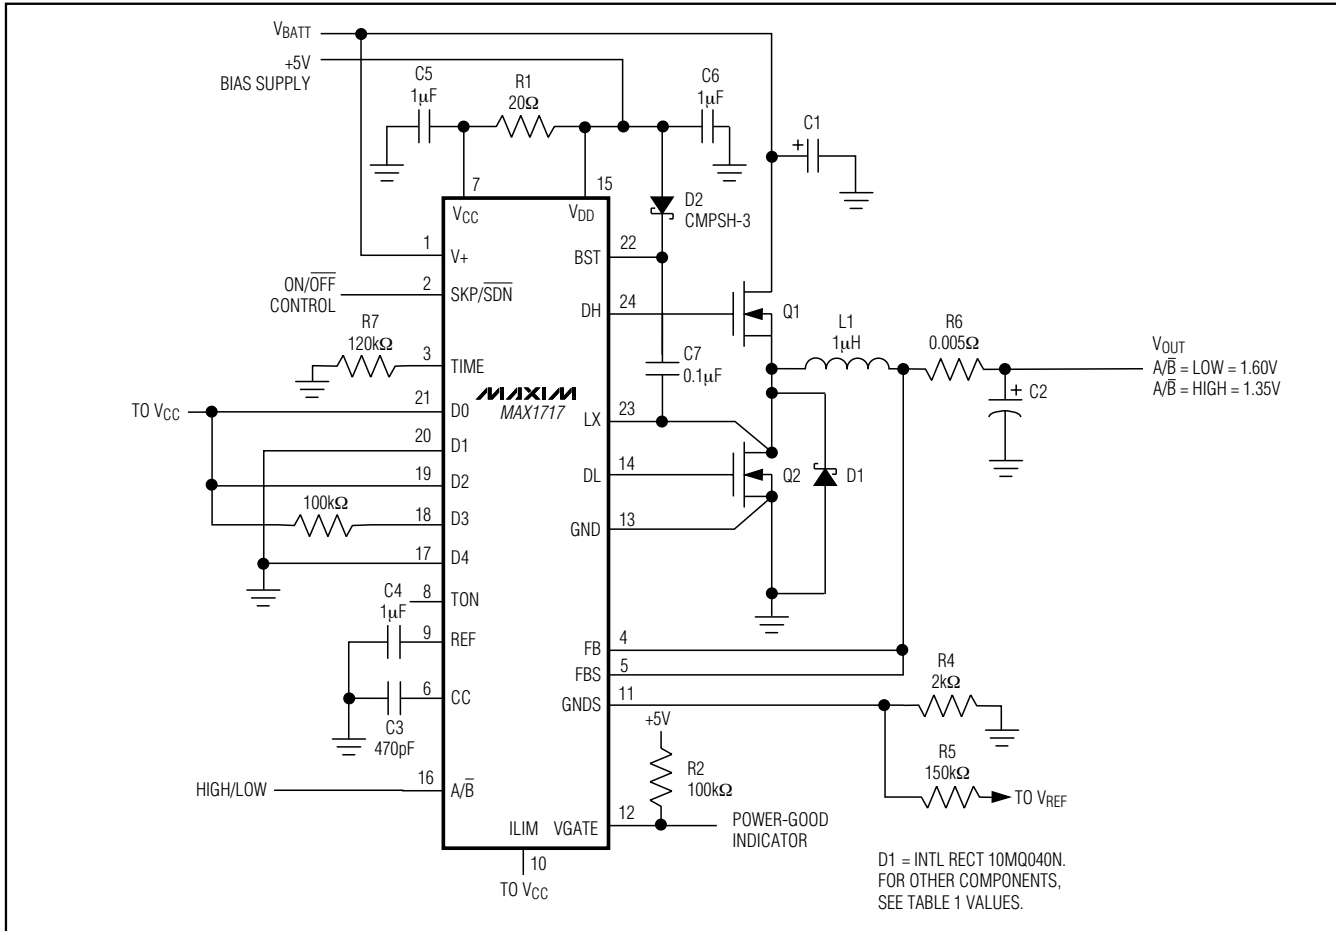 VBATT
+5V
BIAS SUPPLY
C5
1μF
R1
20Ω
C6
1μF
C1
+
7
15
VCC
VDD
D2
CMPSH-3
1
V+
BST
22
ON/OFF
CONTROL
2
SKP/SDN
DH
24
Q1
R7
120kΩ
3
TIME
L1
1μH
R6
0.005Ω
VOUT
A/B = LOW = 1.60V
A/B = HIGH = 1.35V
C7
0.1μF
+
C2
MAXIM
MAX1717
TO VCC
21
D0
LX
23
20
D1
19
D2
DL
14
Q2
D1
100kΩ
18
D3
GND
13
17
D4
C4
1μF
8
TON
9
REF
FB
4
FBS
5
6
CC
GNDS
11
R4
2kΩ
C3
470pF
+5V
R5
150kΩ
TO VREF
R2
100kΩ
HIGH/LOW
16
A/B
ILIM
VGATE
12
POWER-GOOD
INDICATOR
10
TO VCC
D1 = INTL RECT 10MQ040N.
FOR OTHER COMPONENTS,
SEE TABLE 1 VALUES.